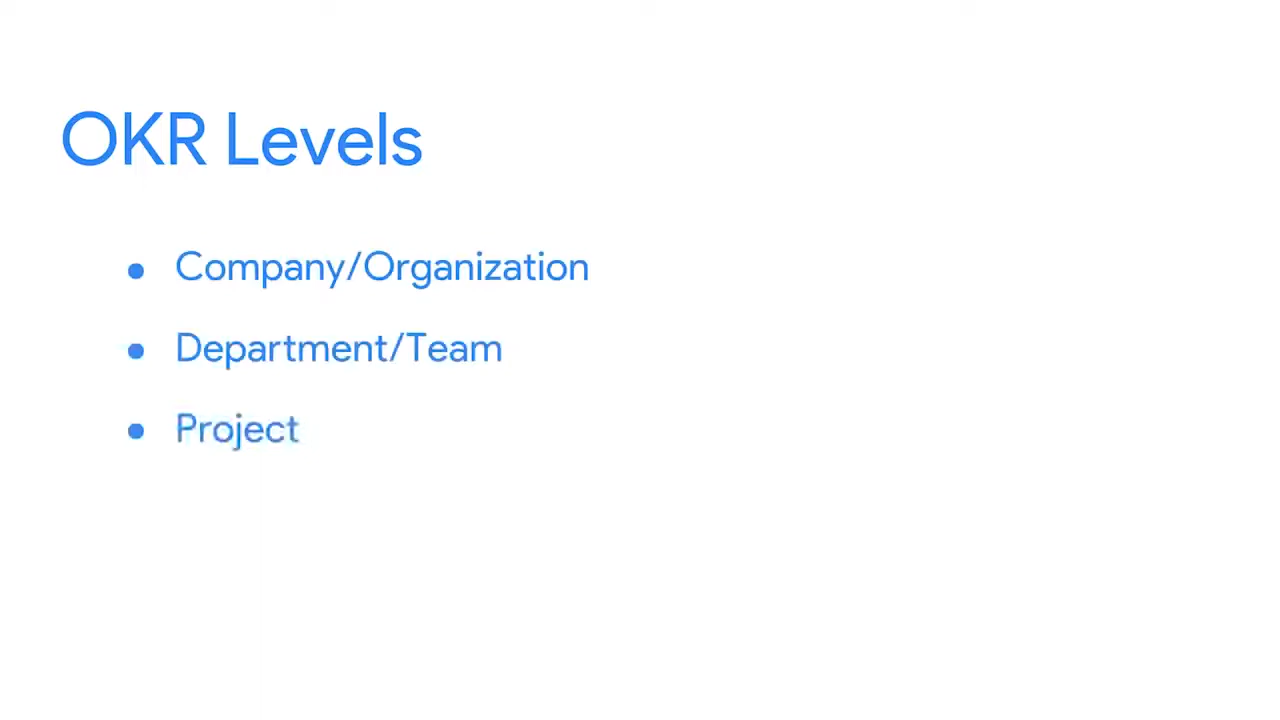 OKR Levels
• Company/Organization
• Department/Team
• Project